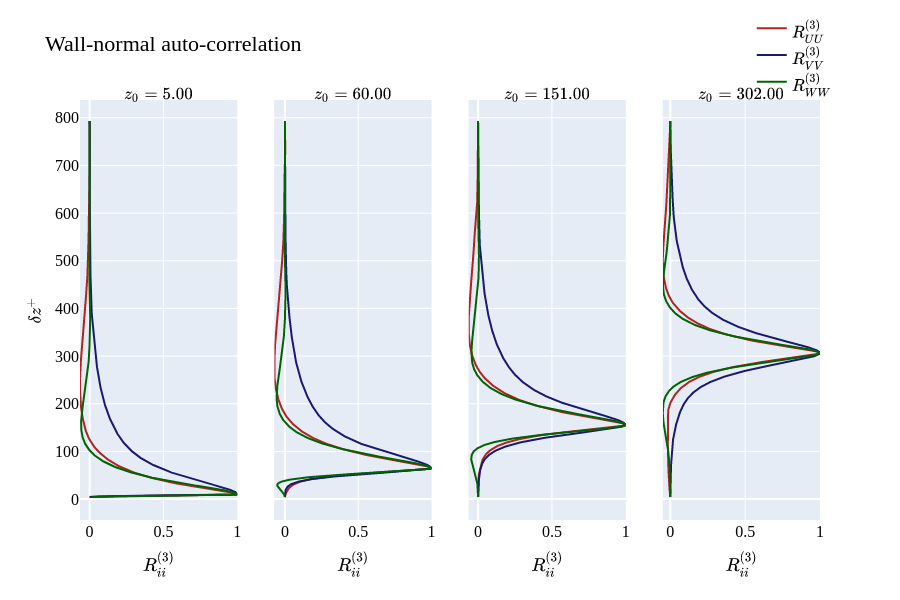 Wall-normal auto-correlation
R_{UU}^{(3)}
R_{VV}^{(3)}
R_{WW}^{(3)}
z_0 = 5.00
z_0 = 60.00
z_0 = 151.00
z_0 = 302.00
800
700
600
500
400
300
200
100
0
δz^+
0 0.5 1
0 0.5 1
0 0.5 1
0 0.5 1
R_{ii}^{(3)}
R_{ii}^{(3)}
R_{ii}^{(3)}
R_{ii}^{(3)}